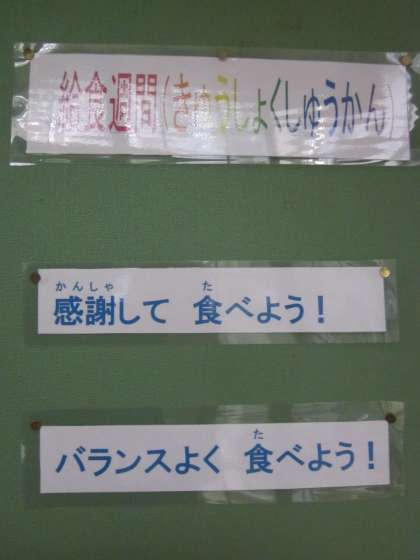 給食週間(きゅうしょくしゅうかん)
かんしゃ た
感謝して 食べよう!
た
バランスよく 食べよう!